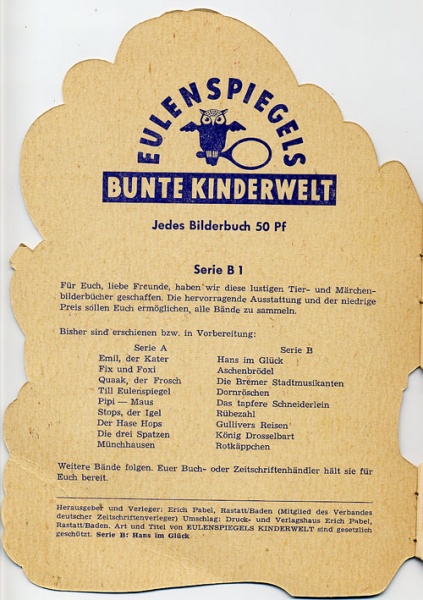 EULENSPIEGELS
BUNTE KINDERWELT
Jedes Bilderbuch 50 Pf
Serie B 1
Für Euch, liebe Freunde, haben wir diese lustigen Tier- und Märchen-
bilderbücher geschaffen. Die hervorragende Ausstattung und der niedrige
Preis sollen Euch ermöglichen, alle Bände zu sammeln.
Bisher sind erschienen bzw. in Vorbereitung:
Serie A
Emil, der Kater
Fix und Foxi
Quaak, der Frosch
Till Eulenspiegel
Pipi — Maus
Stops, der Igel
Der Hase Hops
Die drei Spatzen
Münchhausen
Serie B
Hans im Glück
Aschenbrödel
Die Bremer Stadtmusikanten
Dornröschen
Das tapfere Schneiderlein
Rübezahl
Gullivers Reisen
König Drosselbart
Rotkäppchen
Weitere Bände folgen. Euer Buch- oder Zeitschriftenhändler hält sie für
Euch bereit.
Herausgeber und Verleger: Erich Pabel, Rastatt/Baden (Mitglied des Verbandes
deutscher Zeitschriftenverleger) Umschlag: Druck- und Verlagshaus Erich Pabel,
Rastatt/Baden. Art und Titel von EULENSPIEGELS KINDERWELT sind gesetzlich
geschützt. Serie B: Hans im Glück